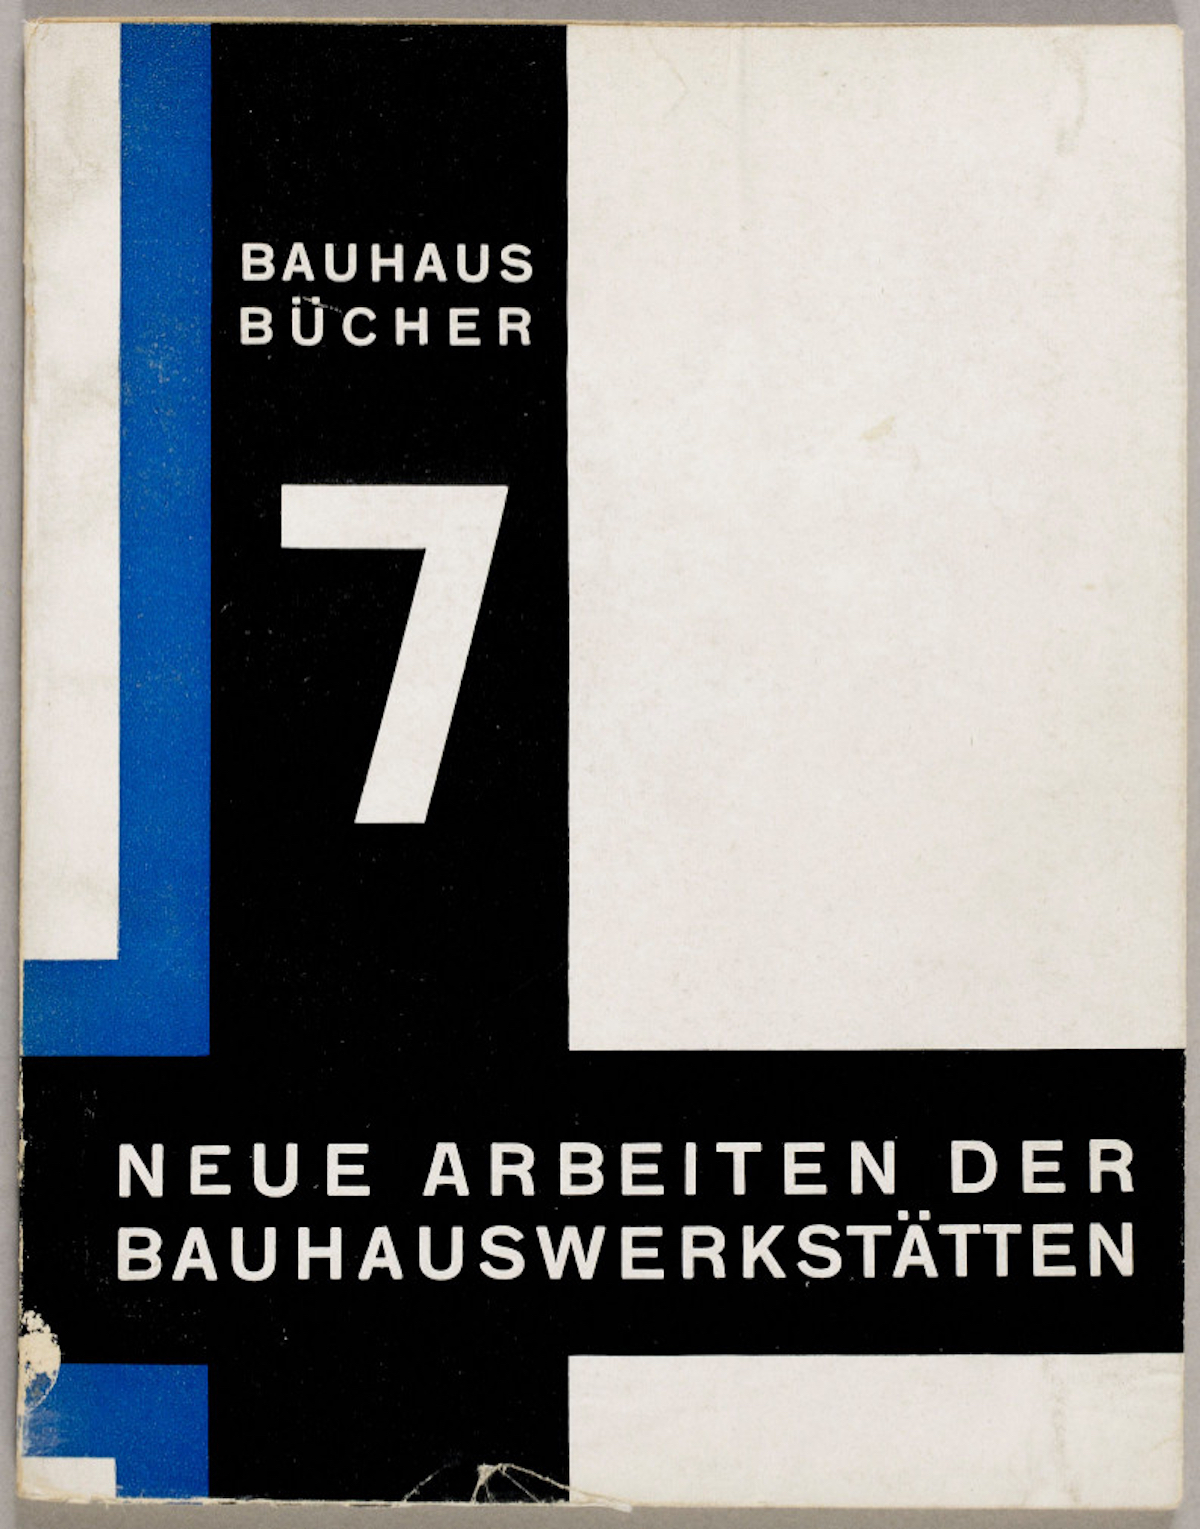 BAUHAUS
BÜCHER
7
NEUE ARBEITEN DER
BAUHAUSWERKSTÄTTEN